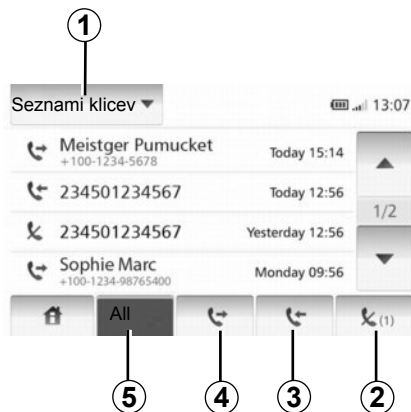 1
Seznami klicev 13:07
Meistger Pumucket Today 15:14
+100-1234-5678
234501234567 Today 12:56
1/2
234501234567 Yesterday 12:56
Sophie Marc Monday 09:56
+100-1234-98765400
All (1)
5 4 3 2